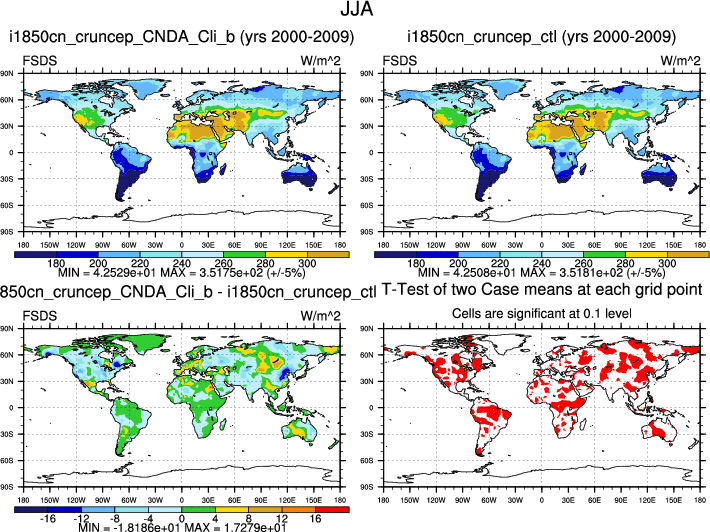 JJA
i1850cn_cruncep_CNDA_Cli_b (yrs 2000-2009)
FSDS W/m^2
90N
60N
30N
0
30S
60S
90S
180 150W 120W 90W 60W 30W 0 30E 60E 90E 120E 150E 180
180 200 220 240 260 280 300
MIN = 4.2529e+01 MAX = 3.5175e+02 (+/-5%)
i1850cn_cruncep_ctl (yrs 2000-2009)
FSDS W/m^2
90N
60N
30N
0
30S
60S
90S
180 150W 120W 90W 60W 30W 0 30E 60E 90E 120E 150E 180
180 200 220 240 260 280 300
MIN = 4.2508e+01 MAX = 3.5181e+02 (+/-5%)
850cn_cruncep_CNDA_Cli_b - i1850cn_cruncep_ctl
FSDS W/m^2
90N
60N
30N
0
30S
60S
90S
180 150W 120W 90W 60W 30W 0 30E 60E 90E 120E 150E 180
-16 -12 -8 -4 0 4 8 12 16
MIN = -1.8186e+01 MAX = 1.7279e+01
T-Test of two Case means at each grid point
Cells are significant at 0.1 level
90N
60N
30N
0
30S
60S
90S
180 150W 120W 90W 60W 30W 0 30E 60E 90E 120E 150E 180